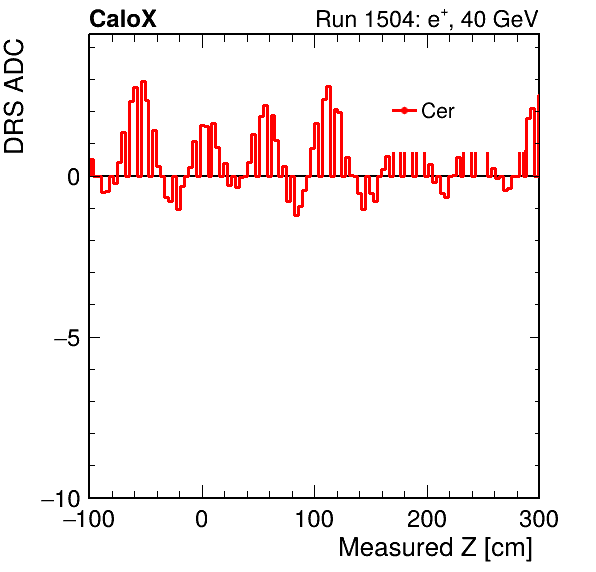 CaloX Run 1504: e+, 40 GeV
DRS ADC
Cer
0
−5
−10
−100 0 100 200 300
Measured Z [cm]